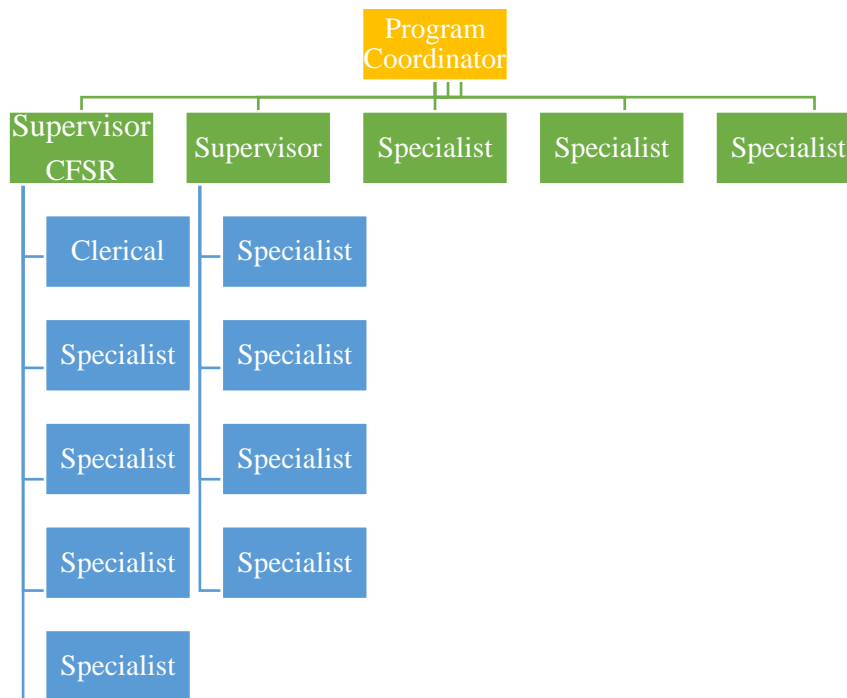 Program
Coordinator
Supervisor
CFSR
Supervisor
Specialist
Specialist
Specialist
Clerical
Specialist
Specialist
Specialist
Specialist
Specialist
Specialist
Specialist
Specialist